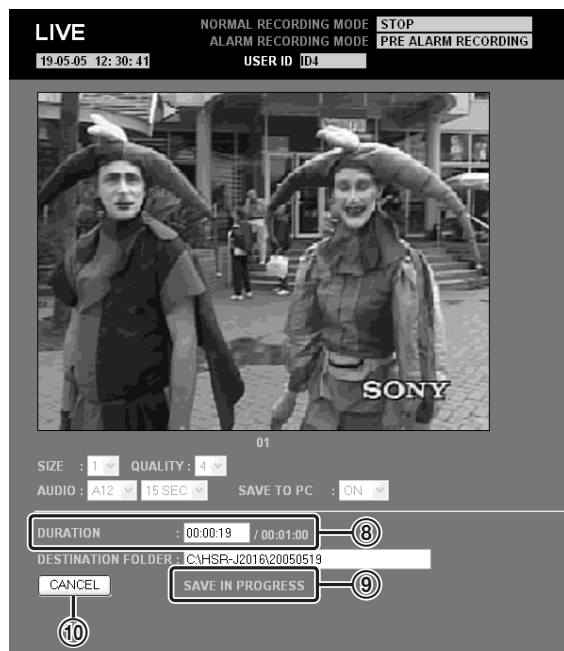 LIVE
NORMAL RECORDING MODE STOP
ALARM RECORDING MODE PRE ALARM RECORDING
19-05-05 12:30:41 USER ID ID4
SONY
01
SIZE : 1 QUALITY : 4
AUDIO : A12 15 SEC SAVE TO PC : ON
DURATION : 00:00:19 / 00:01:00 ⑧
DESTINATION FOLDER : C:\HSR-J2016\20050519
CANCEL SAVE IN PROGRESS ⑨
⑩